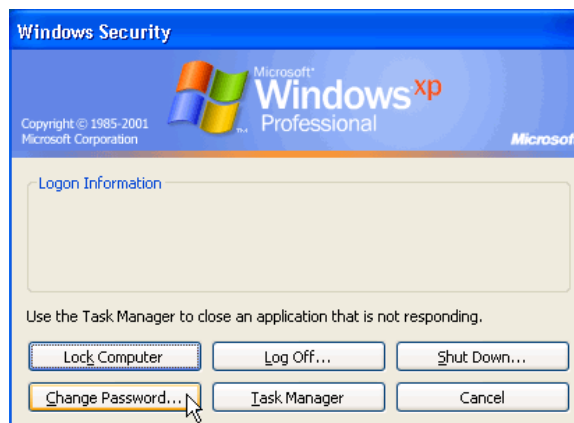 Windows Security
Microsoft®
Windows xp
Professional
Copyright © 1985-2001
Microsoft Corporation
Microsof
Logon Information
Use the Task Manager to close an application that is not responding.
Lock Computer Log Off... Shut Down...
Change Password... Task Manager Cancel